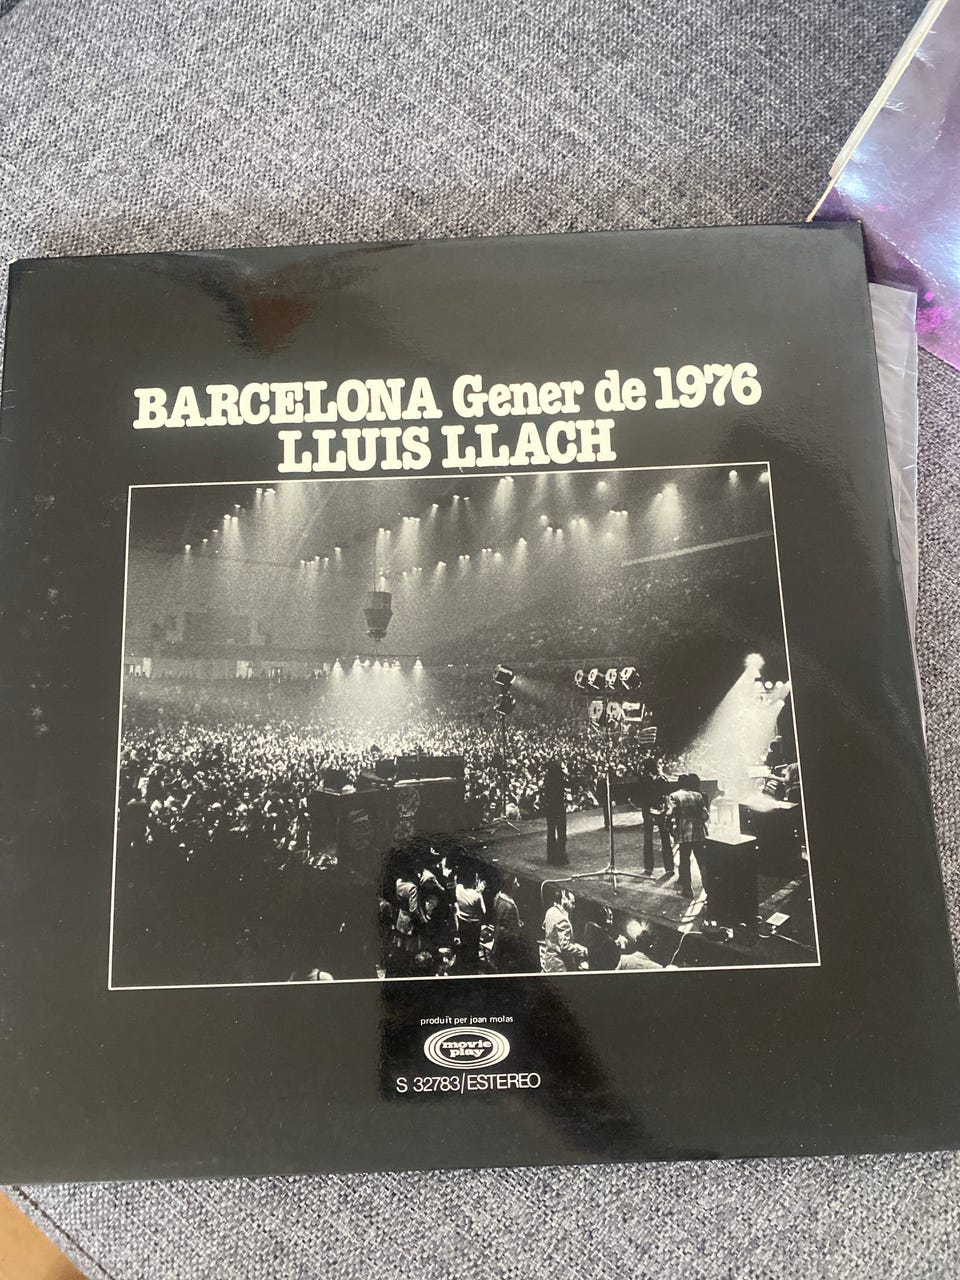 BARCELONA Gener de 1976
LLUIS LLACH
produït per joan molas
movie
play
S 32783/ESTEREO